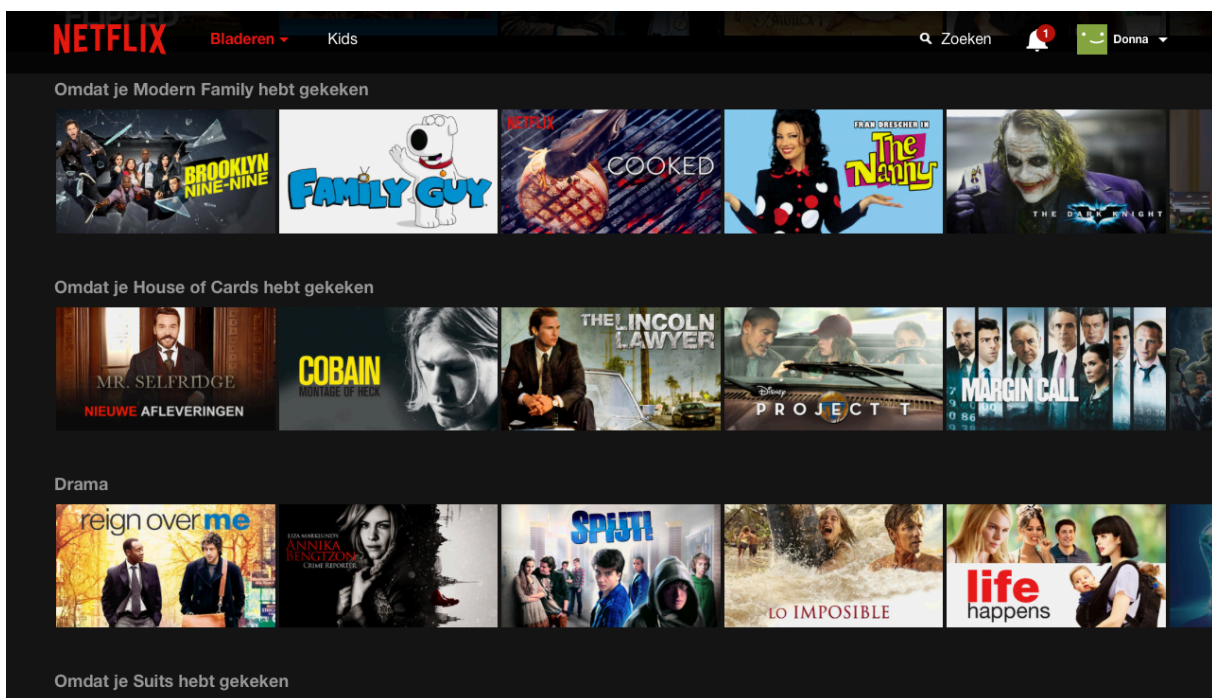 NETFLIX Bladeren Kids Zoeken 1 Donna
Omdat je Modern Family hebt gekeken
BROOKLYN
NINE-NINE
FAMILY GUY
NETFLIX
COOKED
FRAN DRESCHER IN
The
Nanny
THE DARK KNIGHT
Omdat je House of Cards hebt gekeken
MR. SELFRIDGE
NIEUWE AFLEVERINGEN
COBAIN
MONTAGE OF HECK
THE LINCOLN
LAWYER
Disney
PROJECT T
MARGIN CALL
Drama
reign over me
LIZA MARKLUND'S
ANNIKA
BENGTZON
CRIME REPORTER
SPIJT!
LO IMPOSIBLE
life
happens
Omdat je Suits hebt gekeken